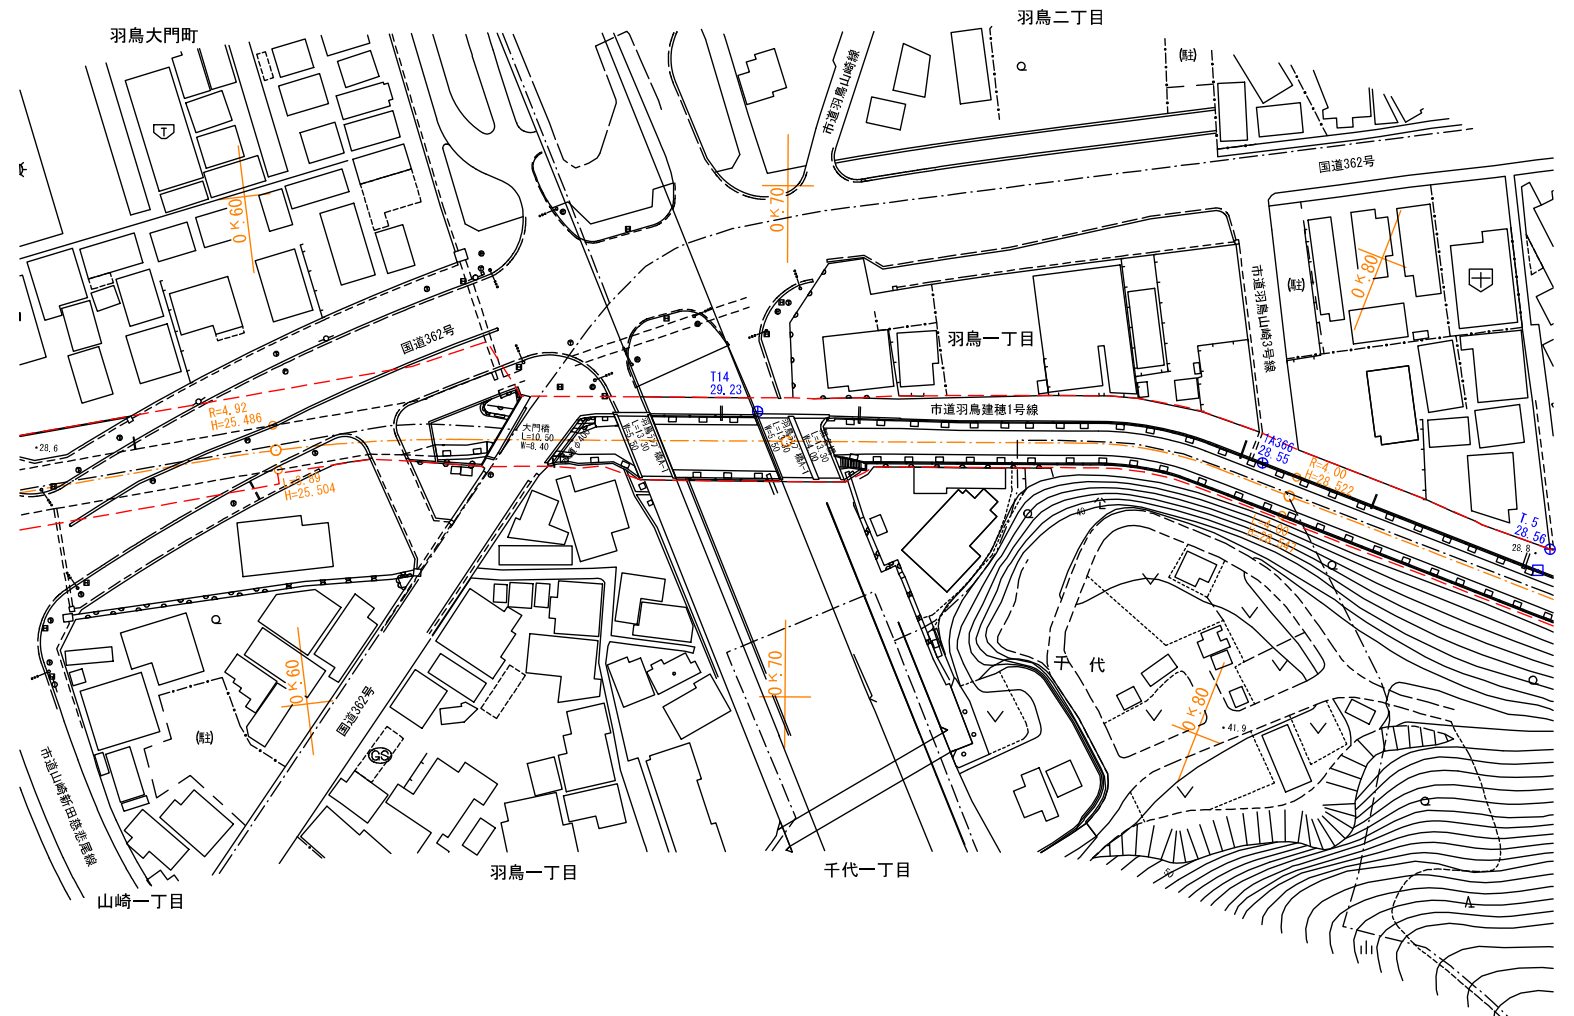 羽鳥大門町
羽鳥二丁目
(駐)
市道羽鳥山崎線
国道362号
T
0K60
0K70
0K80
(駐)
市道羽鳥山崎3号線
羽鳥一丁目
国道362号
T14
29.23
R=4.92
H=25.486
28.6
大門橋
L=10.50
W=8.40
市道羽鳥建穂1号線
TA366
28.55
R=4.00
H=28.522
T.5
28.56
28.8
H=25.504
40
千代
0K60
0K70
0K80
41.9
国道362号
(駐)
GS
市道山崎新田慈悲尾線
羽鳥一丁目
千代一丁目
50
山崎一丁目